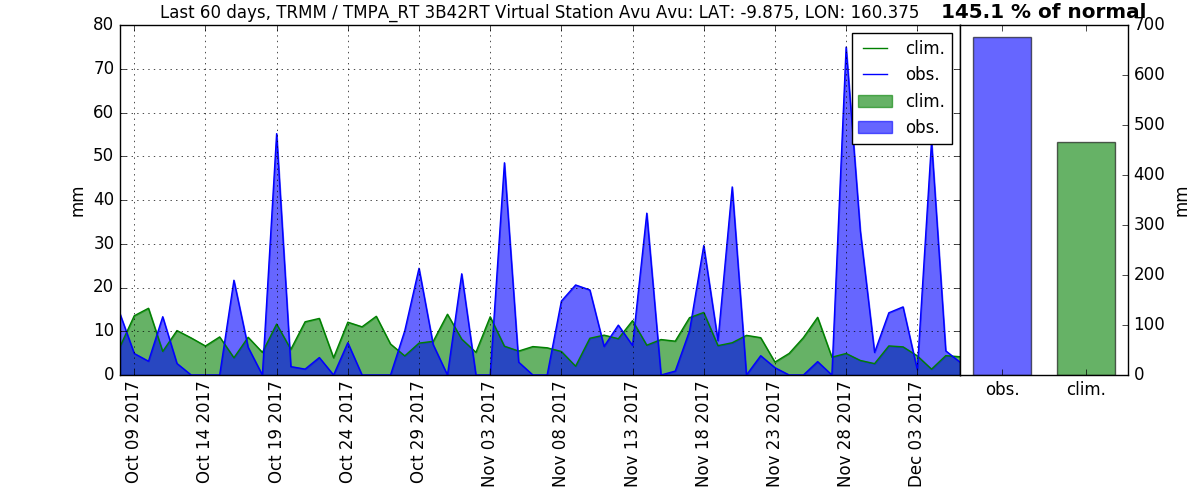 Last 60 days, TRMM / TMPA_RT 3B42RT Virtual Station Avu Avu: LAT: -9.875, LON: 160.375
145.1 % of normal
80
70
60
50
40
30
20
10
0
mm
clim.
obs.
clim.
obs.
700
600
500
400
300
200
100
0
mm
Oct 09 2017
Oct 14 2017
Oct 19 2017
Oct 24 2017
Oct 29 2017
Nov 03 2017
Nov 08 2017
Nov 13 2017
Nov 18 2017
Nov 23 2017
Nov 28 2017
Dec 03 2017
obs.
clim.